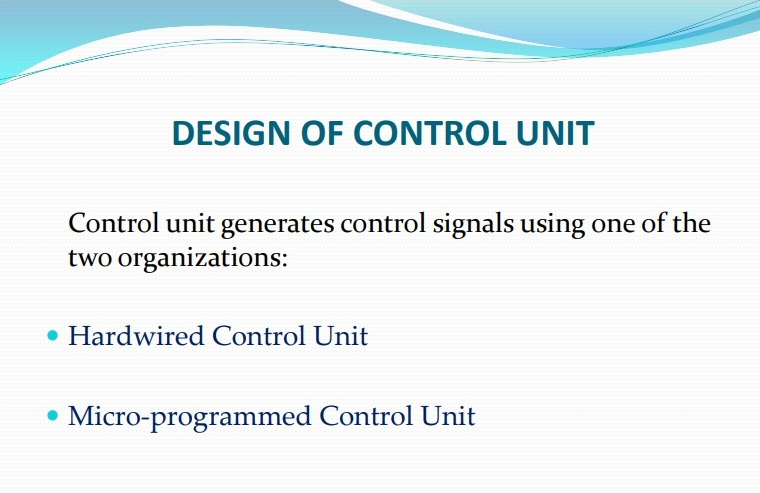 DESIGN OF CONTROL UNIT
Control unit generates control signals using one of the
two organizations:
Hardwired Control Unit
Micro-programmed Control Unit